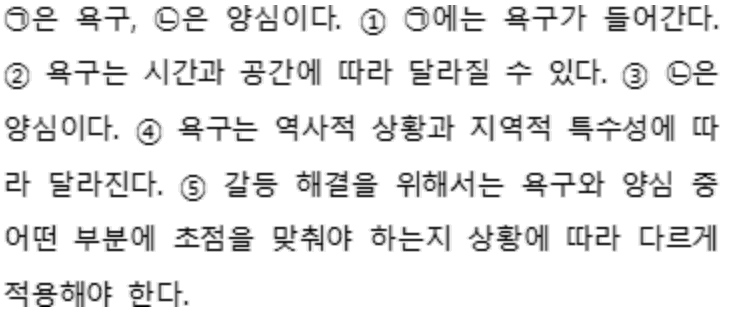 ㉠은 욕구, ㉡은 양심이다. ① ㉠에는 욕구가 들어간다.
② 욕구는 시간과 공간에 따라 달라질 수 있다. ③ ㉡은
양심이다. ④ 욕구는 역사적 상황과 지역적 특수성에 따
라 달라진다. ⑤ 갈등 해결을 위해서는 욕구와 양심 중
어떤 부분에 초점을 맞춰야 하는지 상황에 따라 다르게
적용해야 한다.